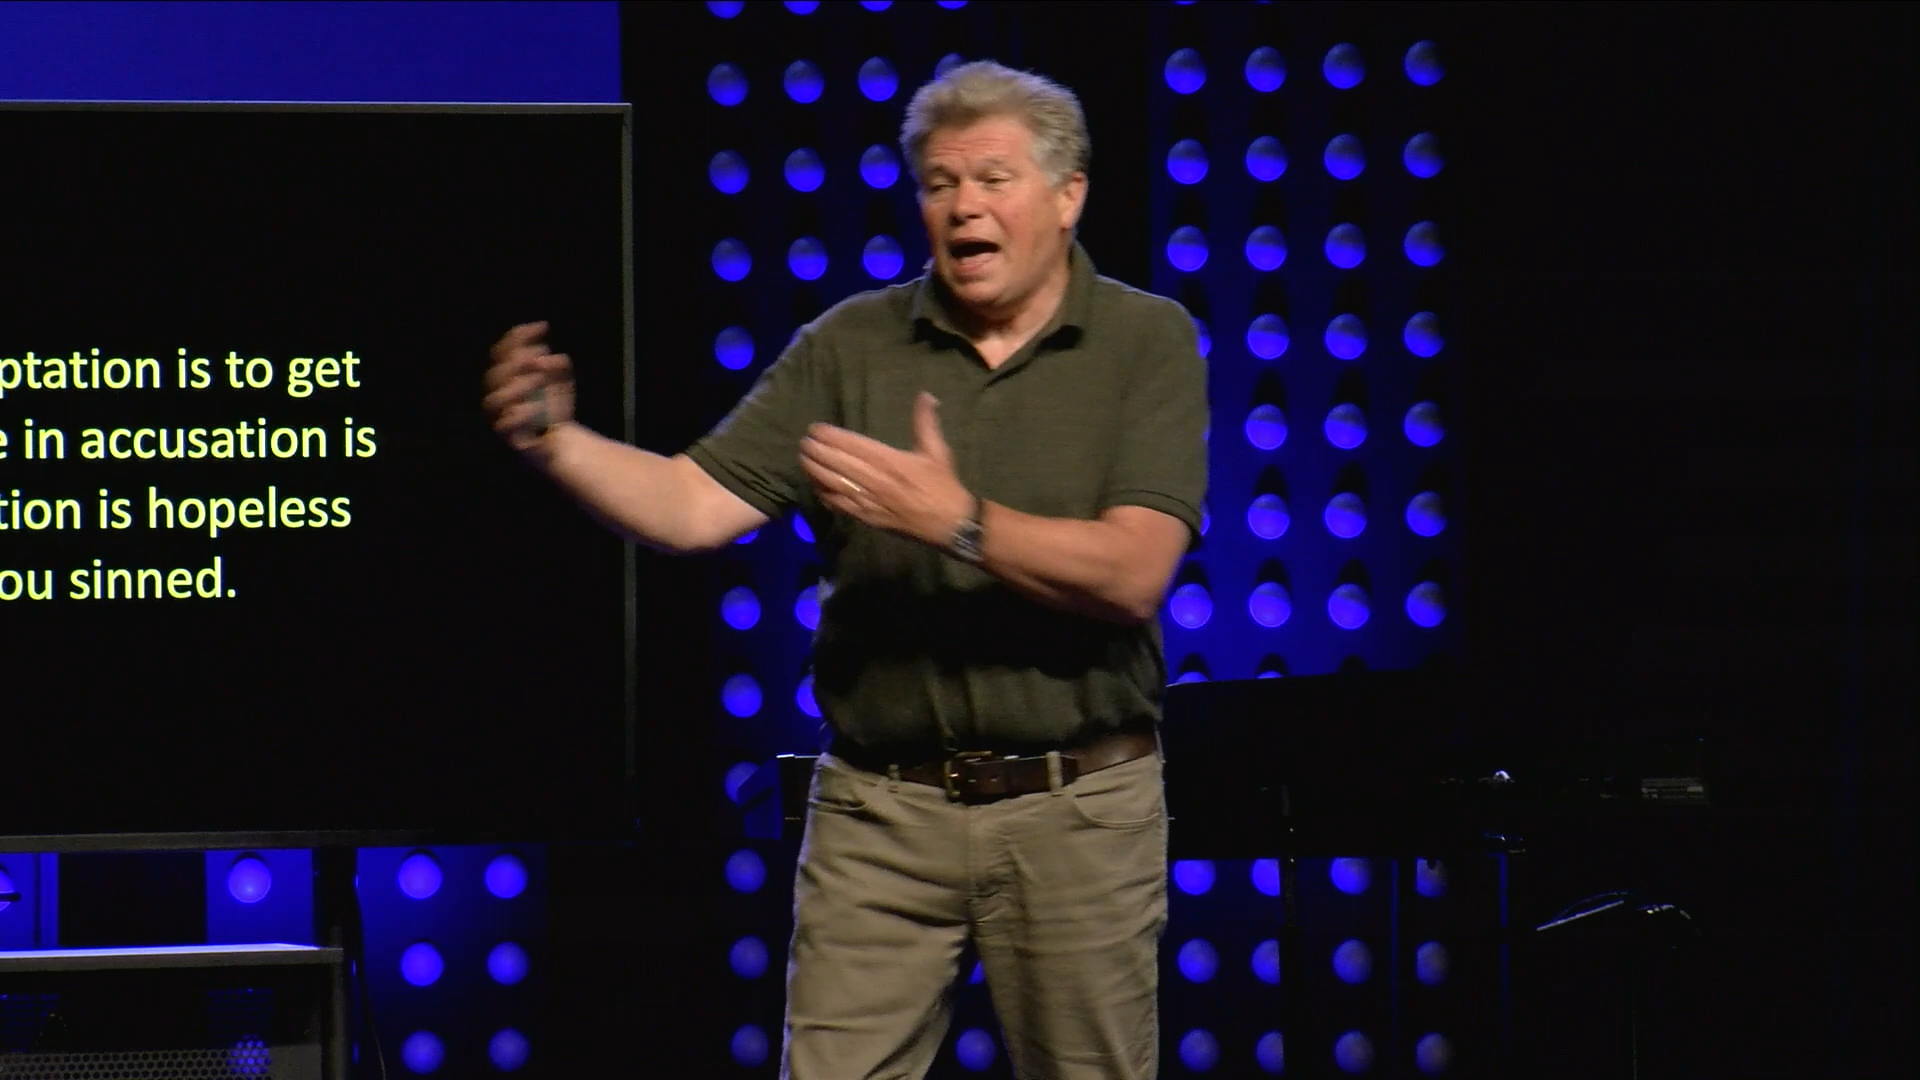 ptation is to get
e in accusation is
tion is hopeless
ou sinned.